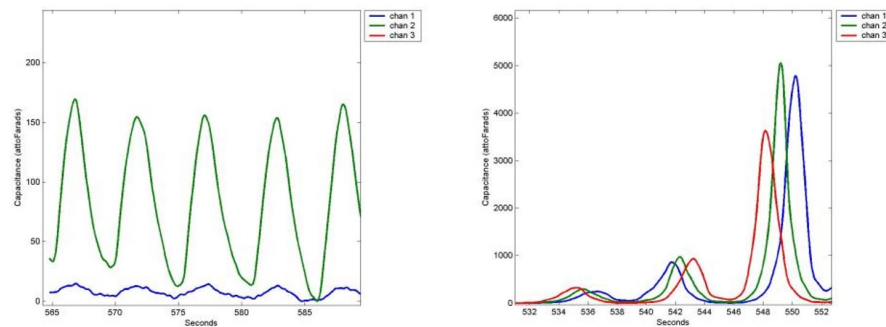 chan 1
chan 2
chan 3
200
150
100
50
0
Capacitance (attoFarads)
565
570
575
580
585
Seconds
chan 1
chan 2
chan 3
6000
5000
4000
3000
2000
1000
0
Capacitance (attoFarads)
532
534
536
538
540
542
544
546
548
550
552
Seconds